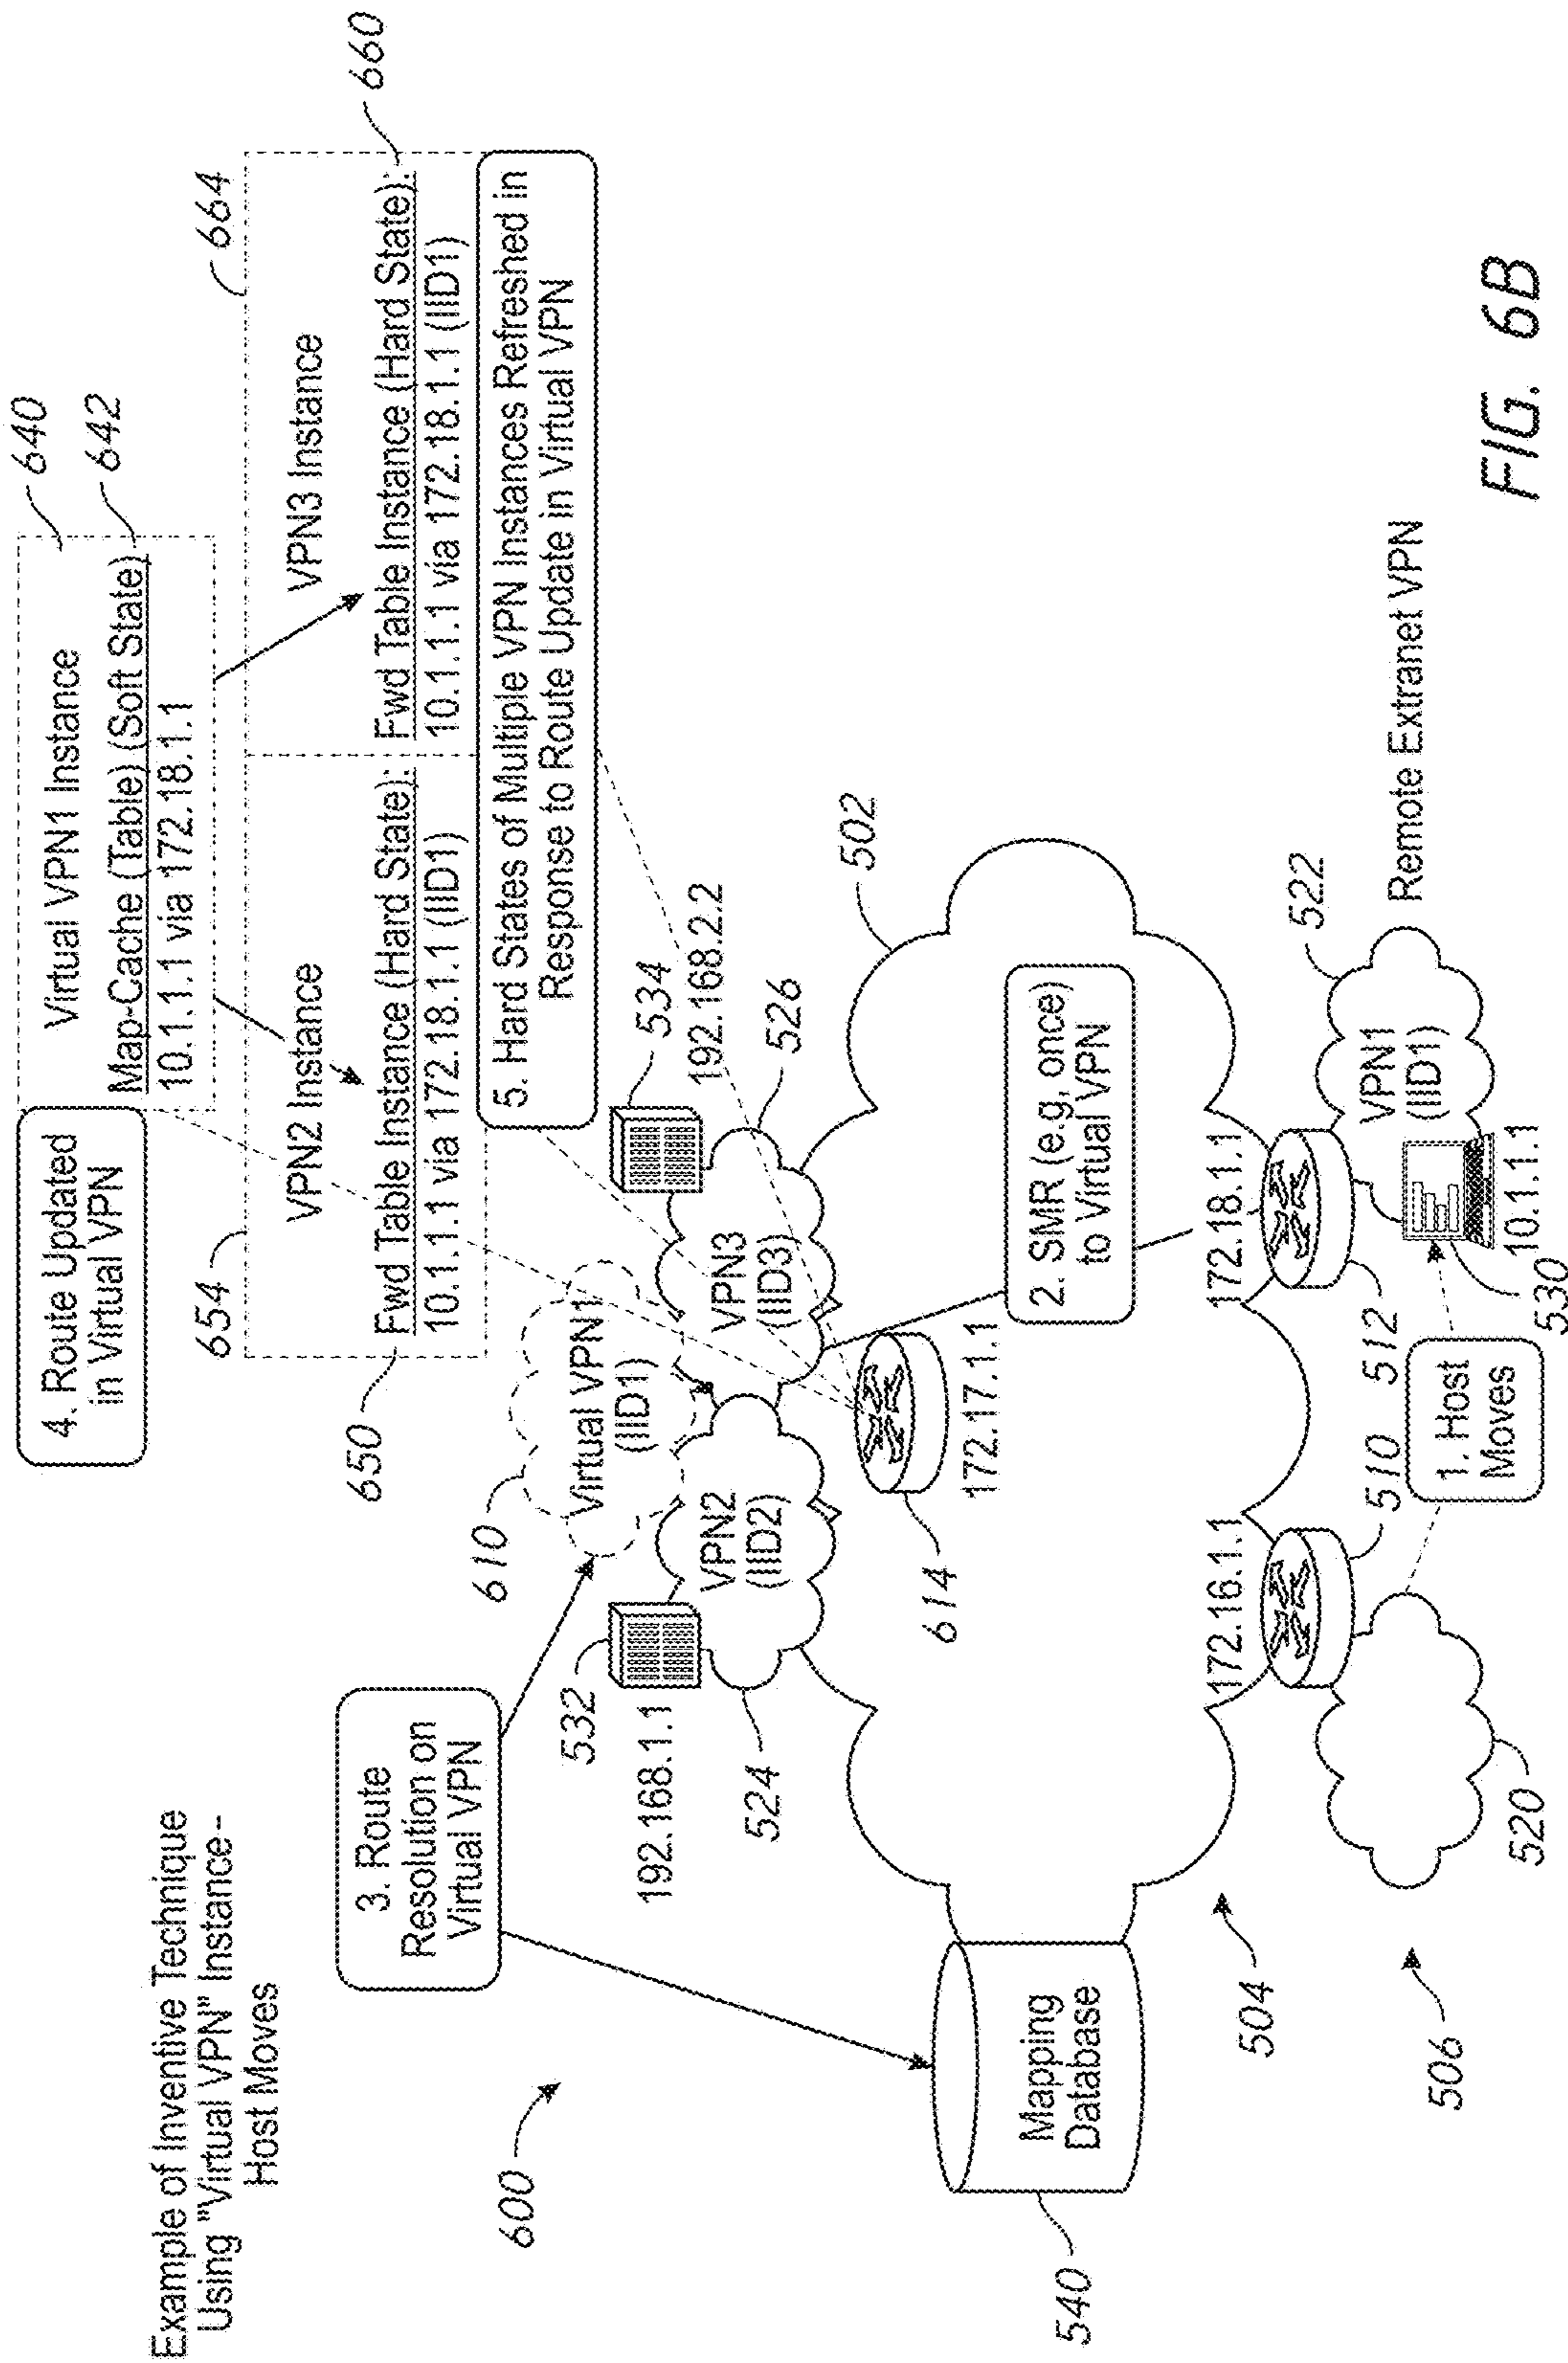 Example of Inventive Technique
Using "Virtual VPN" Instance-
Host Moves
4. Route Updated
in Virtual VPN
Virtual VPN1 Instance
Map-Cache (Table) (Soft State)
10.1.1.1 via 172.18.1.1
640
642
654
VPN2 Instance
Fwd Table Instance (Hard State):
10.1.1.1 via 172.18.1.1 (IID1)
650
VPN3 Instance
Fwd Table Instance (Hard State):
10.1.1.1 via 172.18.1.1 (IID1)
664
660
5. Hard States of Multiple VPN Instances Refreshed in
Response to Route Update in Virtual VPN
3. Route
Resolution on
Virtual VPN
600
610
Virtual VPN1
(IID1)
532
192.168.1.1
524
VPN2
(IID2)
VPN3
(IID3)
534
192.168.2.2
526
614
172.17.1.1
502
2. SMR (e.g, once)
to Virtual VPN
Mapping
Database
540
504
172.16.1.1
510
172.18.1.1
512
506
520
1. Host
Moves
530
10.1.1.1
VPN1
(IID1)
522
Remote Extranet VPN
FIG. 6B